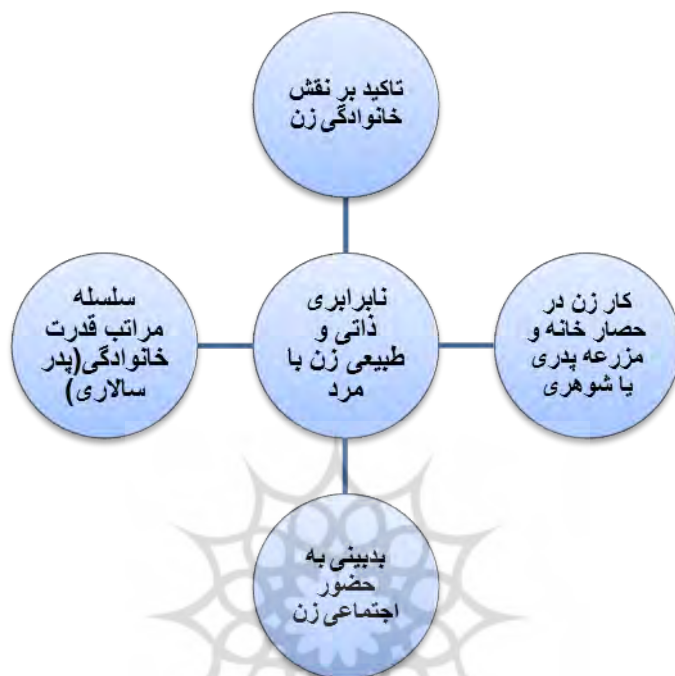 تاکید بر نقش
خانوادگی زن
کار زن در
حصار خانه و
مزرعه پدری
یا شوهری
نابرابری
ذاتی و
طبیعی زن با
مرد
سلسله
مراتب قدرت
خانوادگی(پدر
سالاری)
بدبینی به
حضور
اجتماعی زن